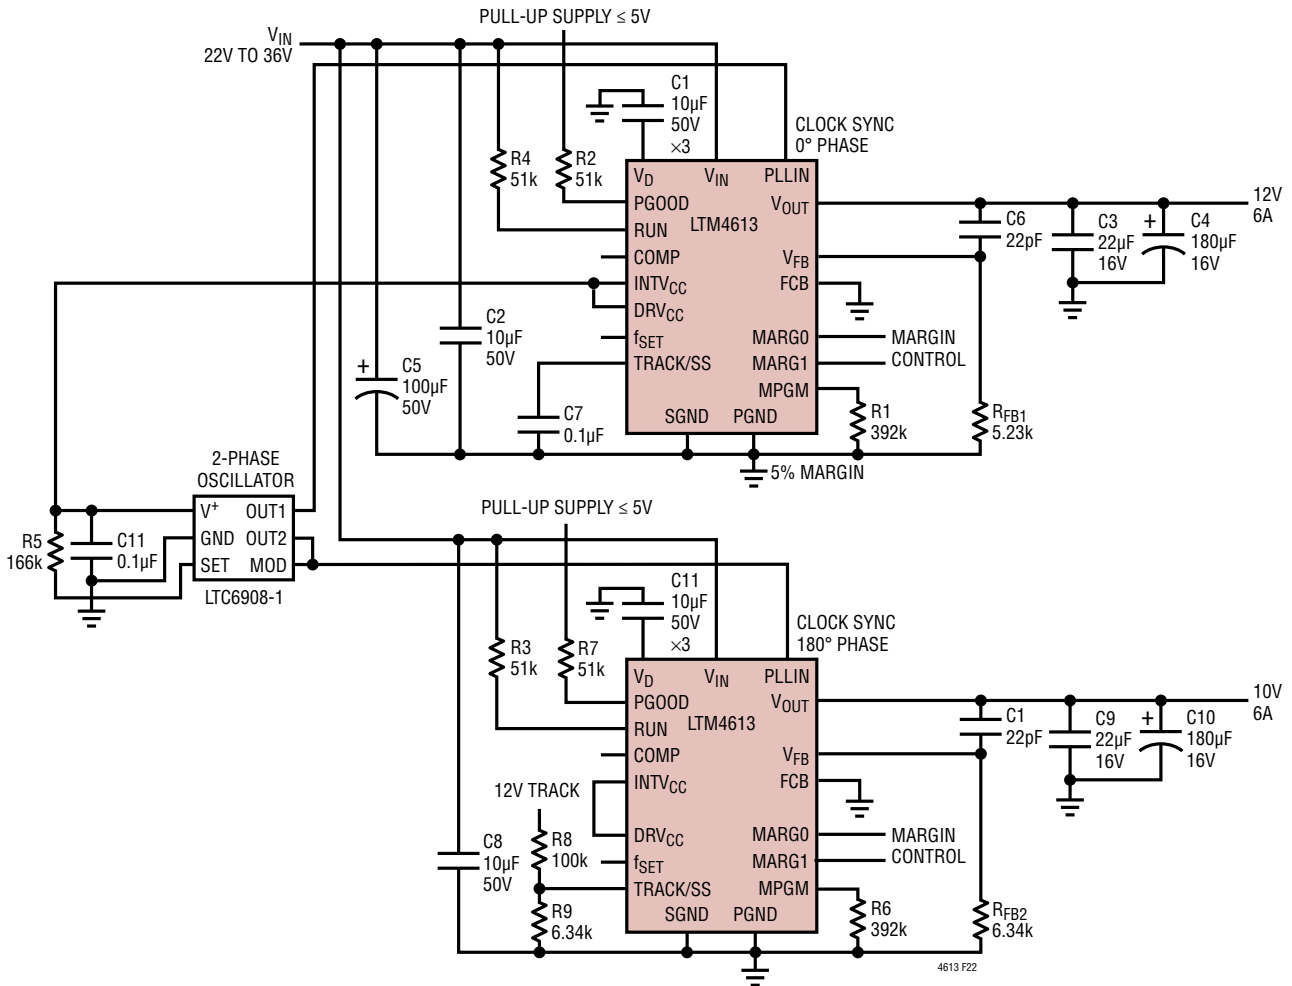 PULL-UP SUPPLY ≤ 5V
VIN
22V TO 36V
C1
10µF
50V
×3
CLOCK SYNC
0° PHASE
R4
51k
R2
51k
VD
VIN
PLLIN
PGOOD
VOUT
LTM4613
RUN
COMP
VFB
INTVCC
FCB
DRVCC
fSET
MARG0
TRACK/SS
MARG1
MPGM
SGND
PGND
12V
6A
C6
22pF
C3
22µF
16V
+
C4
180µF
16V
MARGIN
CONTROL
C2
10µF
50V
+
C5
100µF
50V
C7
0.1µF
R1
392k
RFB1
5.23k
5% MARGIN
2-PHASE
OSCILLATOR
V+
OUT1
GND
OUT2
SET
MOD
LTC6908-1
R5
166k
C11
0.1µF
PULL-UP SUPPLY ≤ 5V
C11
10µF
50V
×3
CLOCK SYNC
180° PHASE
R3
51k
R7
51k
VD
VIN
PLLIN
PGOOD
VOUT
LTM4613
RUN
COMP
VFB
INTVCC
FCB
DRVCC
MARG0
fSET
MARG1
TRACK/SS
MPGM
SGND
PGND
10V
6A
C1
22pF
C9
22µF
16V
+
C10
180µF
16V
12V TRACK
MARGIN
CONTROL
R8
100k
C8
10µF
50V
R9
6.34k
R6
392k
RFB2
6.34k
4613 F22